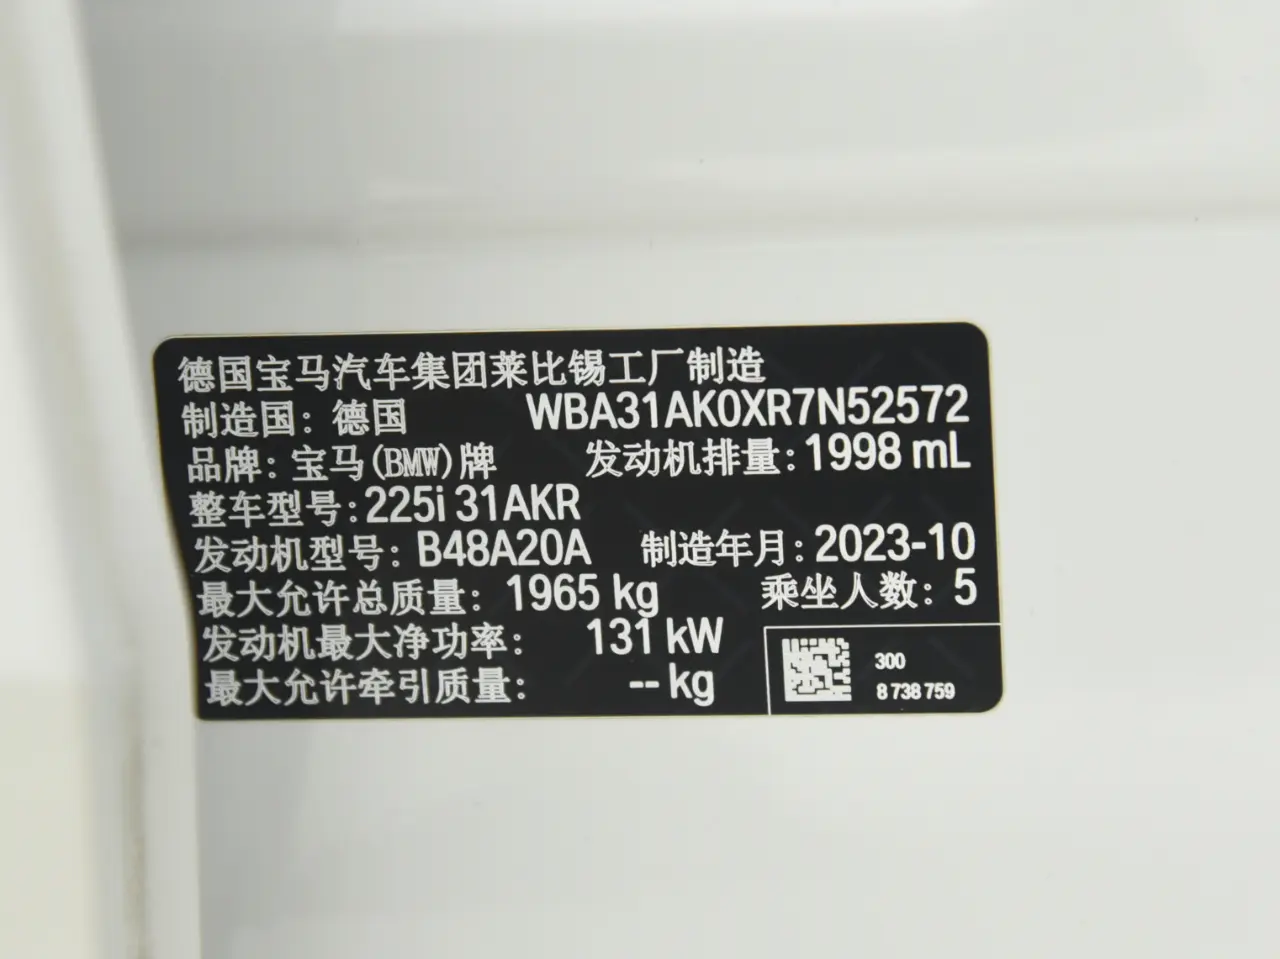 德国宝马汽车集团莱比锡工厂制造
制造国：德国 WBA31AK0XR7N52572
品牌：宝马(BMW)牌 发动机排量：1998 mL
整车型号：225i 31AKR
发动机型号：B48A20A 制造年月：2023-10
最大允许总质量：1965 kg 乘坐人数：5
发动机最大净功率：131 kW
最大允许牵引质量：-- kg
300
8 738 759